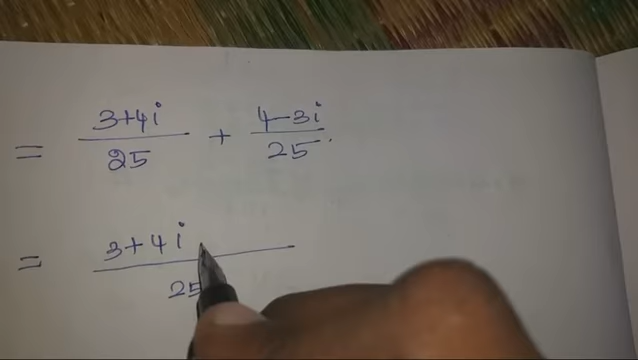 = 3+4i/25 + 4-3i/25.
= 3+4i/25